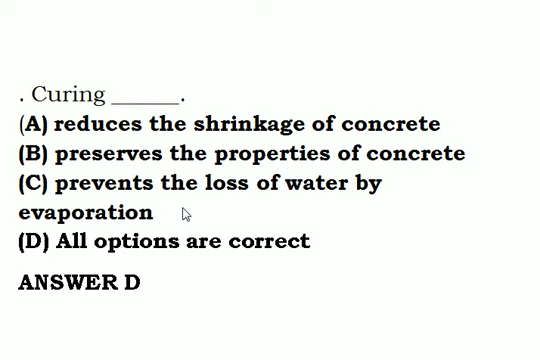 . Curing ______.
(A) reduces the shrinkage of concrete
(B) preserves the properties of concrete
(C) prevents the loss of water by
evaporation
(D) All options are correct
ANSWER D